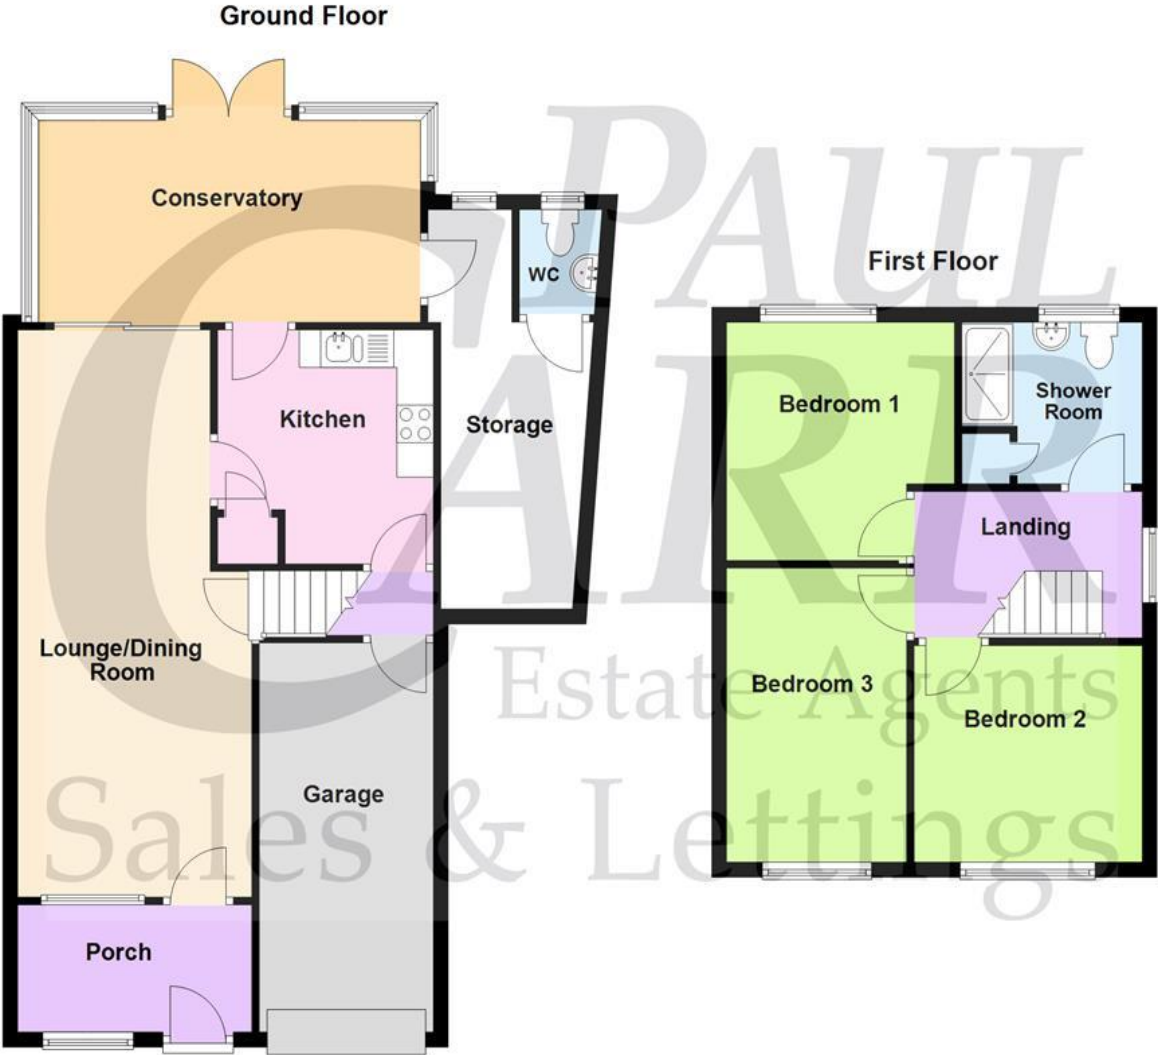 Ground Floor
Conservatory
WC
Kitchen
Storage
Lounge/Dining
Room
Garage
Porch
First Floor
Bedroom 1
Shower
Room
Landing
Bedroom 3
Bedroom 2
PAUL
CARR
Estate Agents
Sales & Lettings